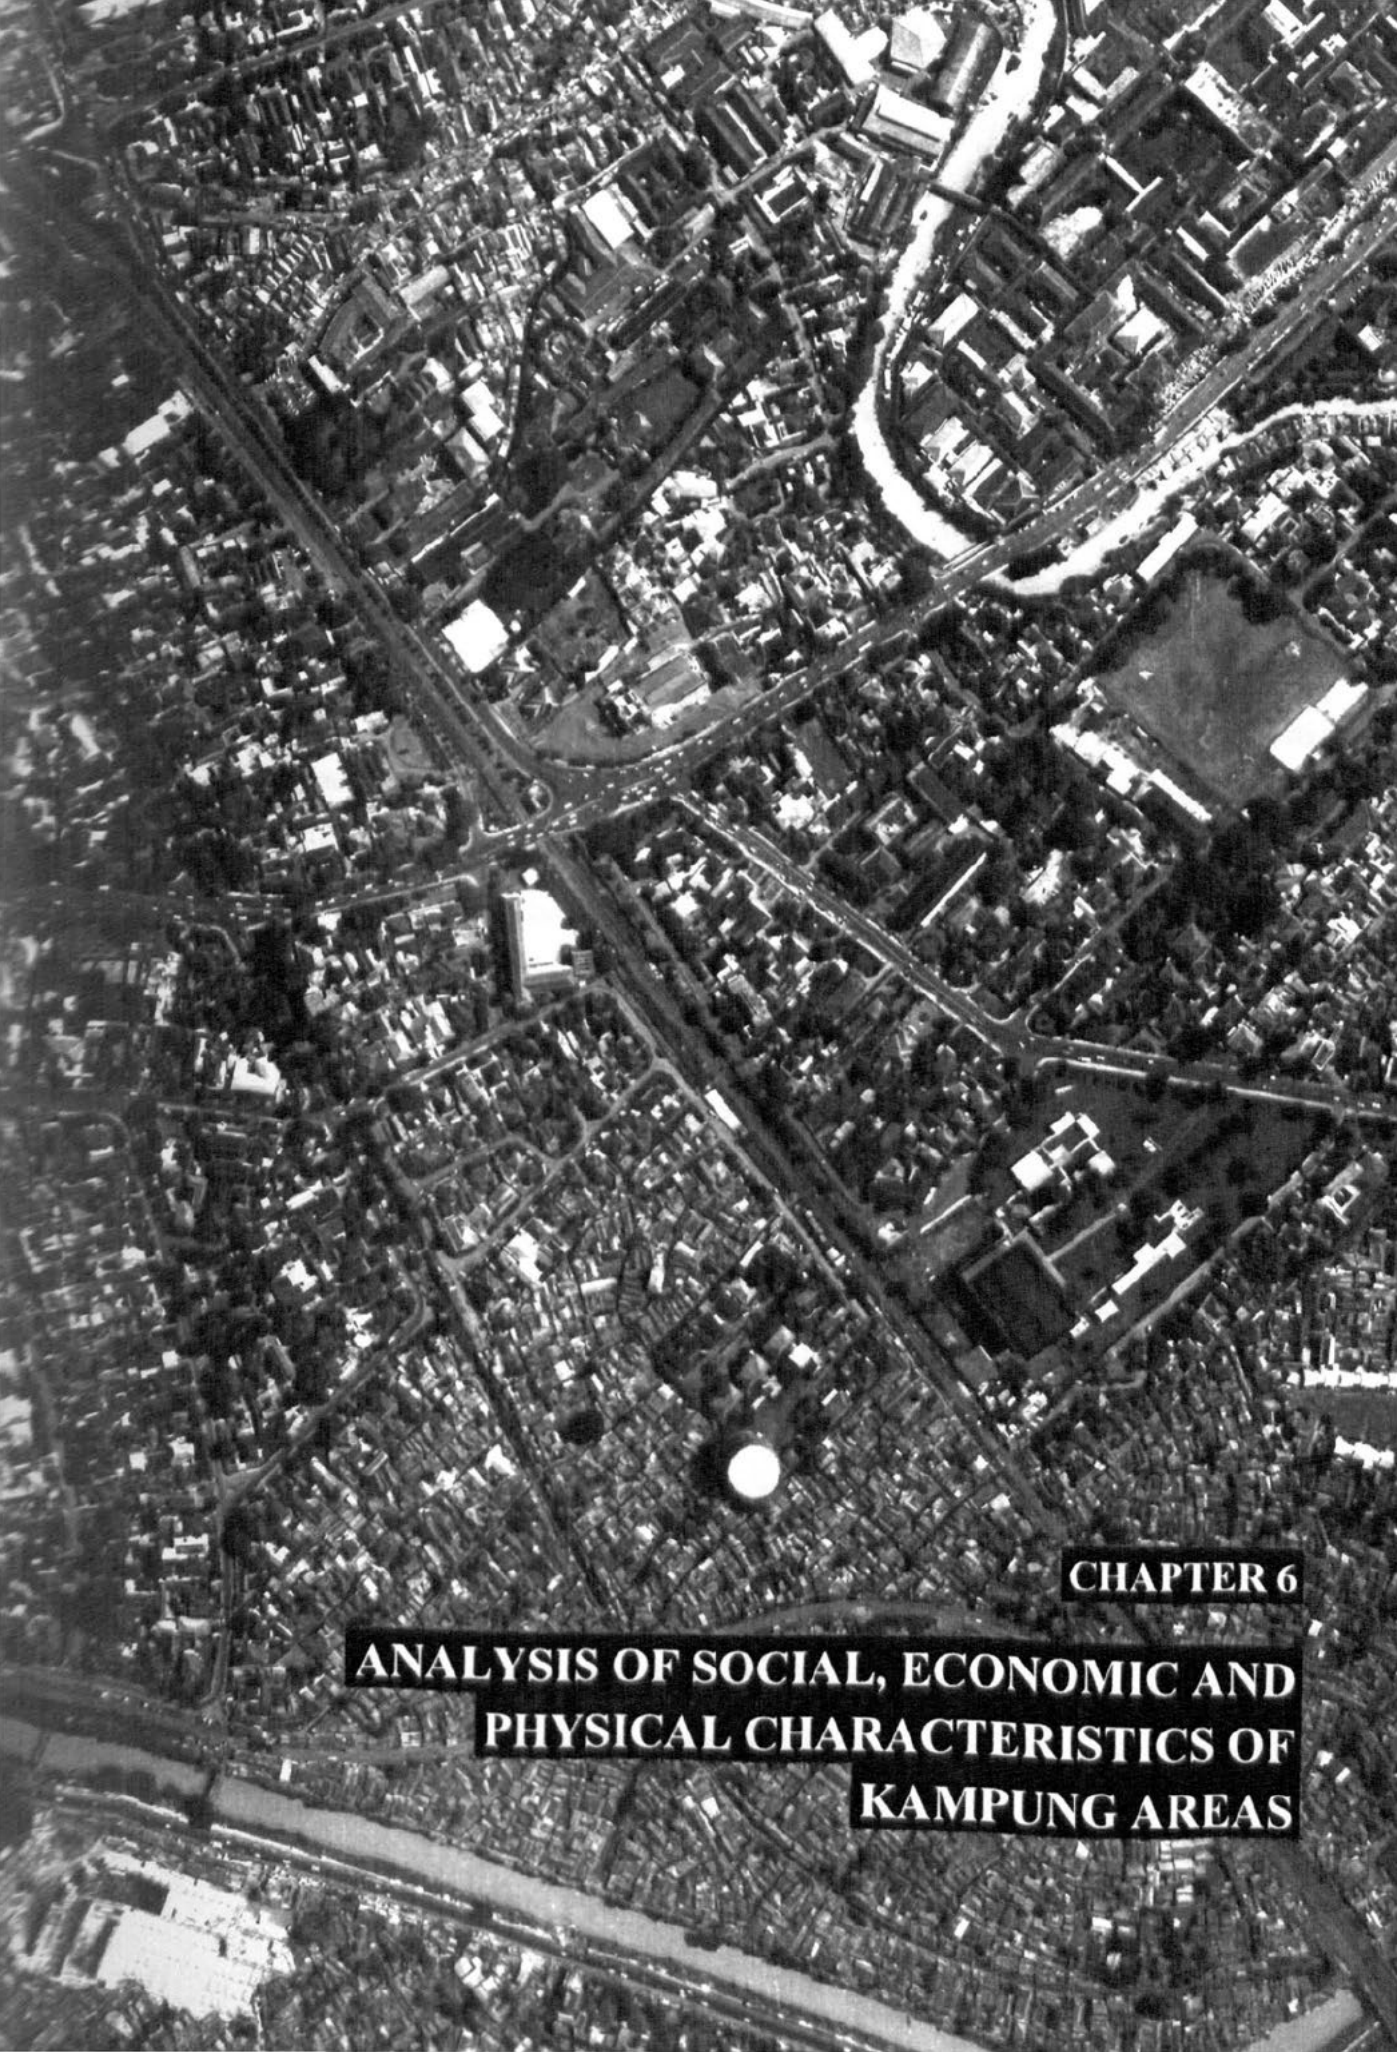 CHAPTER 6
ANALYSIS OF SOCIAL, ECONOMIC AND
PHYSICAL CHARACTERISTICS OF
KAMPUNG AREAS